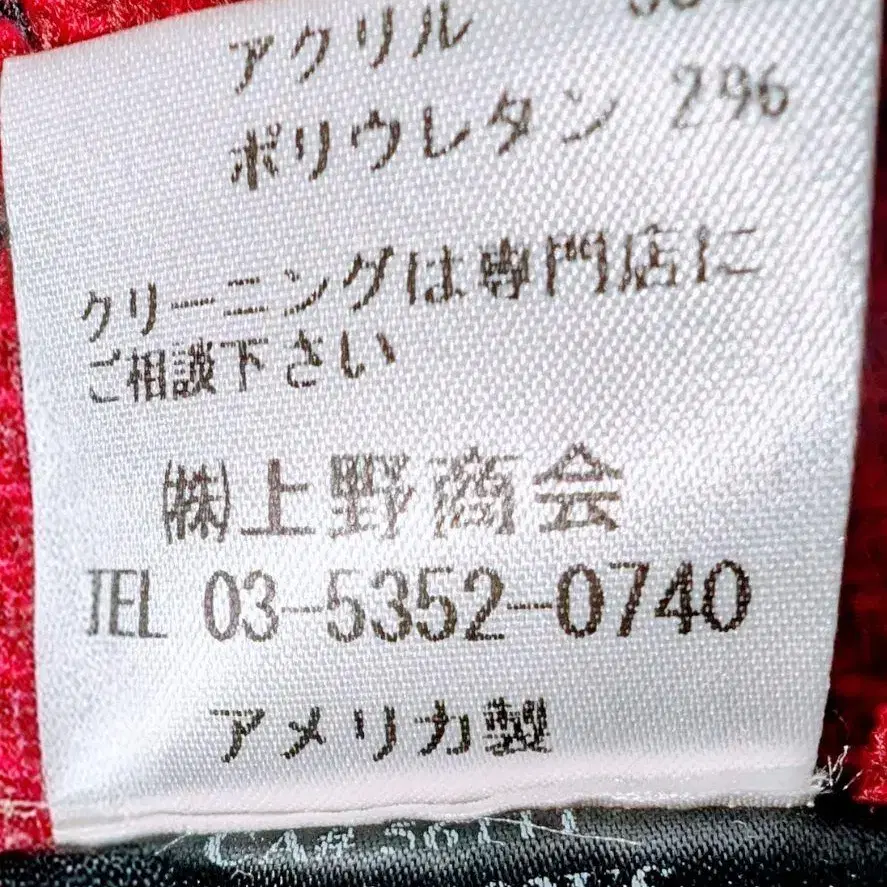 アクリル
ポリウレタン 2%
クリーニングは専門店に
ご相談下さい
㈱上野商会
TEL 03-5352-0740
アメリカ製